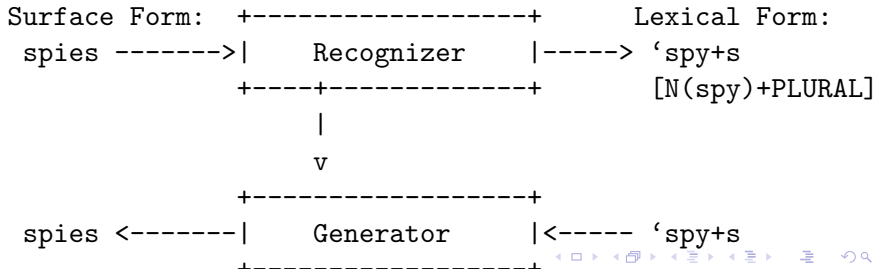 Surface Form:  +------------------+      Lexical Form:
 spies ------->|    Recognizer    |-----> ‘spy+s
               +----+-------------+       [N(spy)+PLURAL]
                    |
                    v
               +------------------+
 spies <-------|    Generator     |<----- ‘spy+s
               +------------------+